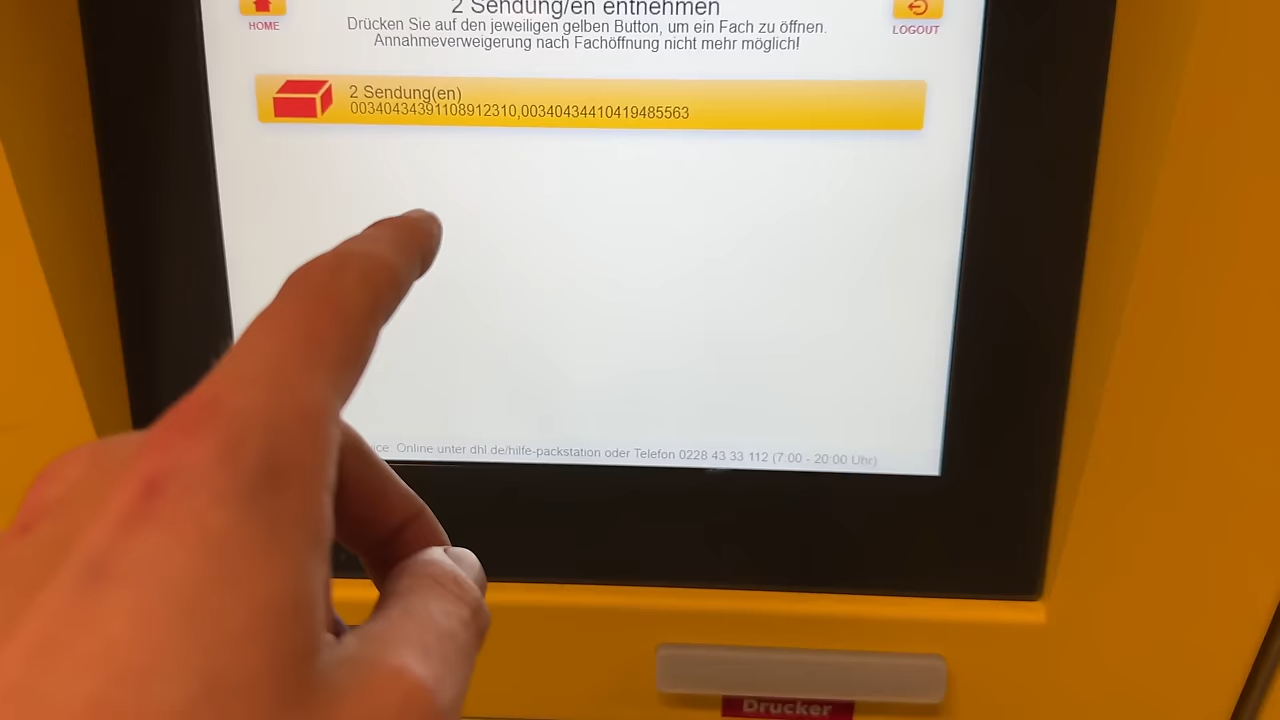 2 Sendung/en entnehmen
HOME
Drücken Sie auf den jeweiligen gelben Button, um ein Fach zu öffnen.
Annahmeverweigerung nach Fachöffnung nicht mehr möglich!
LOGOUT
2 Sendung(en)
00340434391108912310,00340434410419485563
Online unter dhl.de/hilfe-packstation oder Telefon 0228 43 33 112 (7:00 - 20:00 Uhr)
Drucker